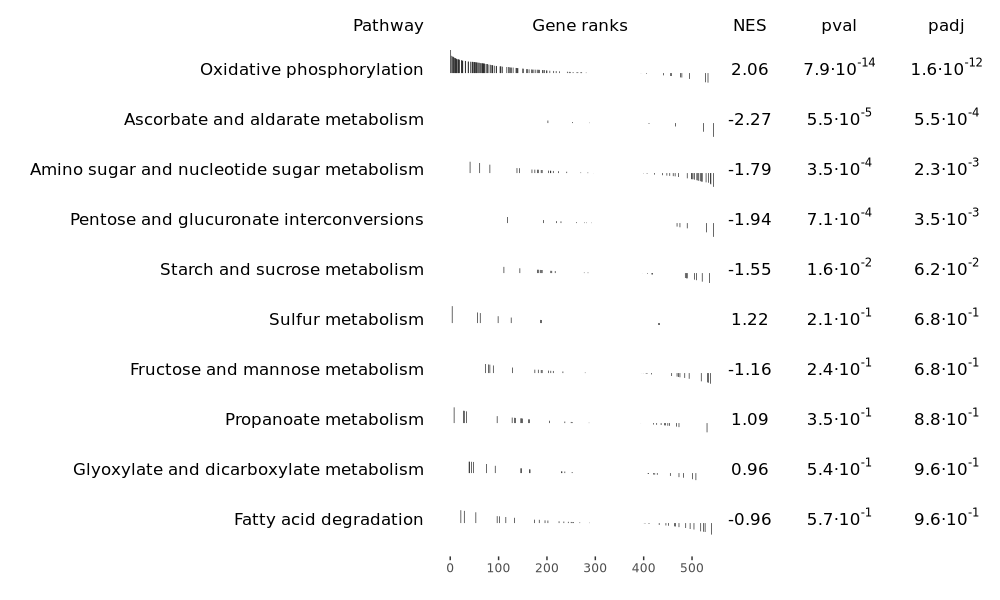 Pathway Gene ranks NES pval padj
Oxidative phosphorylation 2.06 7.9·10⁻¹⁴ 1.6·10⁻¹²
Ascorbate and aldarate metabolism -2.27 5.5·10⁻⁵ 5.5·10⁻⁴
Amino sugar and nucleotide sugar metabolism -1.79 3.5·10⁻⁴ 2.3·10⁻³
Pentose and glucuronate interconversions -1.94 7.1·10⁻⁴ 3.5·10⁻³
Starch and sucrose metabolism -1.55 1.6·10⁻² 6.2·10⁻²
Sulfur metabolism 1.22 2.1·10⁻¹ 6.8·10⁻¹
Fructose and mannose metabolism -1.16 2.4·10⁻¹ 6.8·10⁻¹
Propanoate metabolism 1.09 3.5·10⁻¹ 8.8·10⁻¹
Glyoxylate and dicarboxylate metabolism 0.96 5.4·10⁻¹ 9.6·10⁻¹
Fatty acid degradation -0.96 5.7·10⁻¹ 9.6·10⁻¹
0 100 200 300 400 500